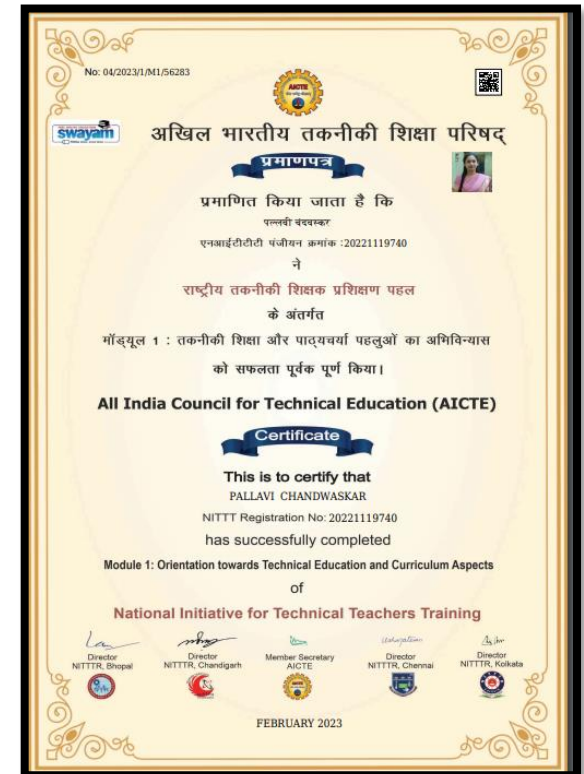 No: 04/2023/1/M1/56283
AICTE
swayam
अखिल भारतीय तकनीकी शिक्षा परिषद्
प्रमाणपत्र
प्रमाणित किया जाता है कि
पल्लवी चंदवस्कर
एनआईटीटीटी पंजीयन क्रमांक :20221119740
ने
राष्ट्रीय तकनीकी शिक्षक प्रशिक्षण पहल
के अंतर्गत
मॉड्यूल 1 : तकनीकी शिक्षा और पाठ्यचर्या पहलुओं का अभिविन्यास
को सफलता पूर्वक पूर्ण किया।
All India Council for Technical Education (AICTE)
Certificate
This is to certify that
PALLAVI CHANDWASKAR
NITTT Registration No: 20221119740
has successfully completed
Module 1: Orientation towards Technical Education and Curriculum Aspects
of
National Initiative for Technical Teachers Training
Director
NITTTR, Bhopal
Director
NITTTR, Chandigarh
Member Secretary
AICTE
Director
NITTTR, Chennai
Director
NITTTR, Kolkata
FEBRUARY 2023